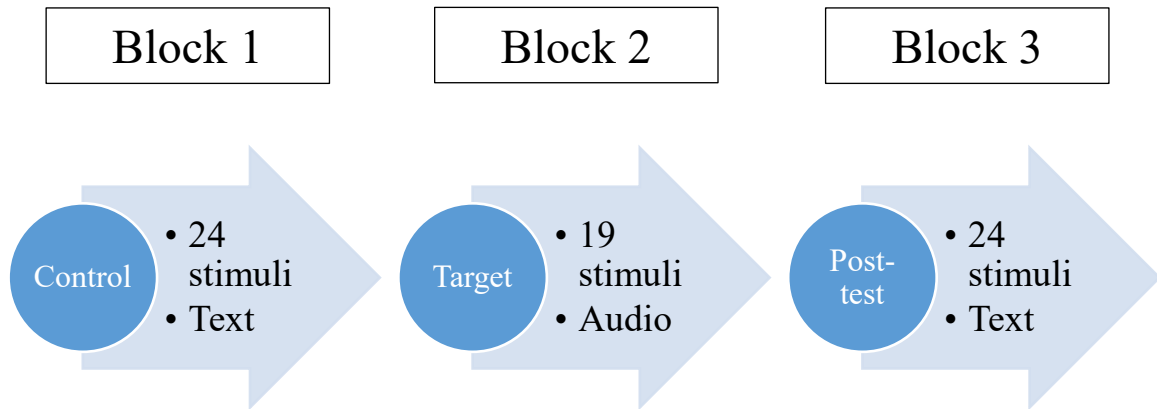 Block 1
Block 2
Block 3
Control
• 24
stimuli
• Text
Target
• 19
stimuli
• Audio
Post-
test
• 24
stimuli
• Text